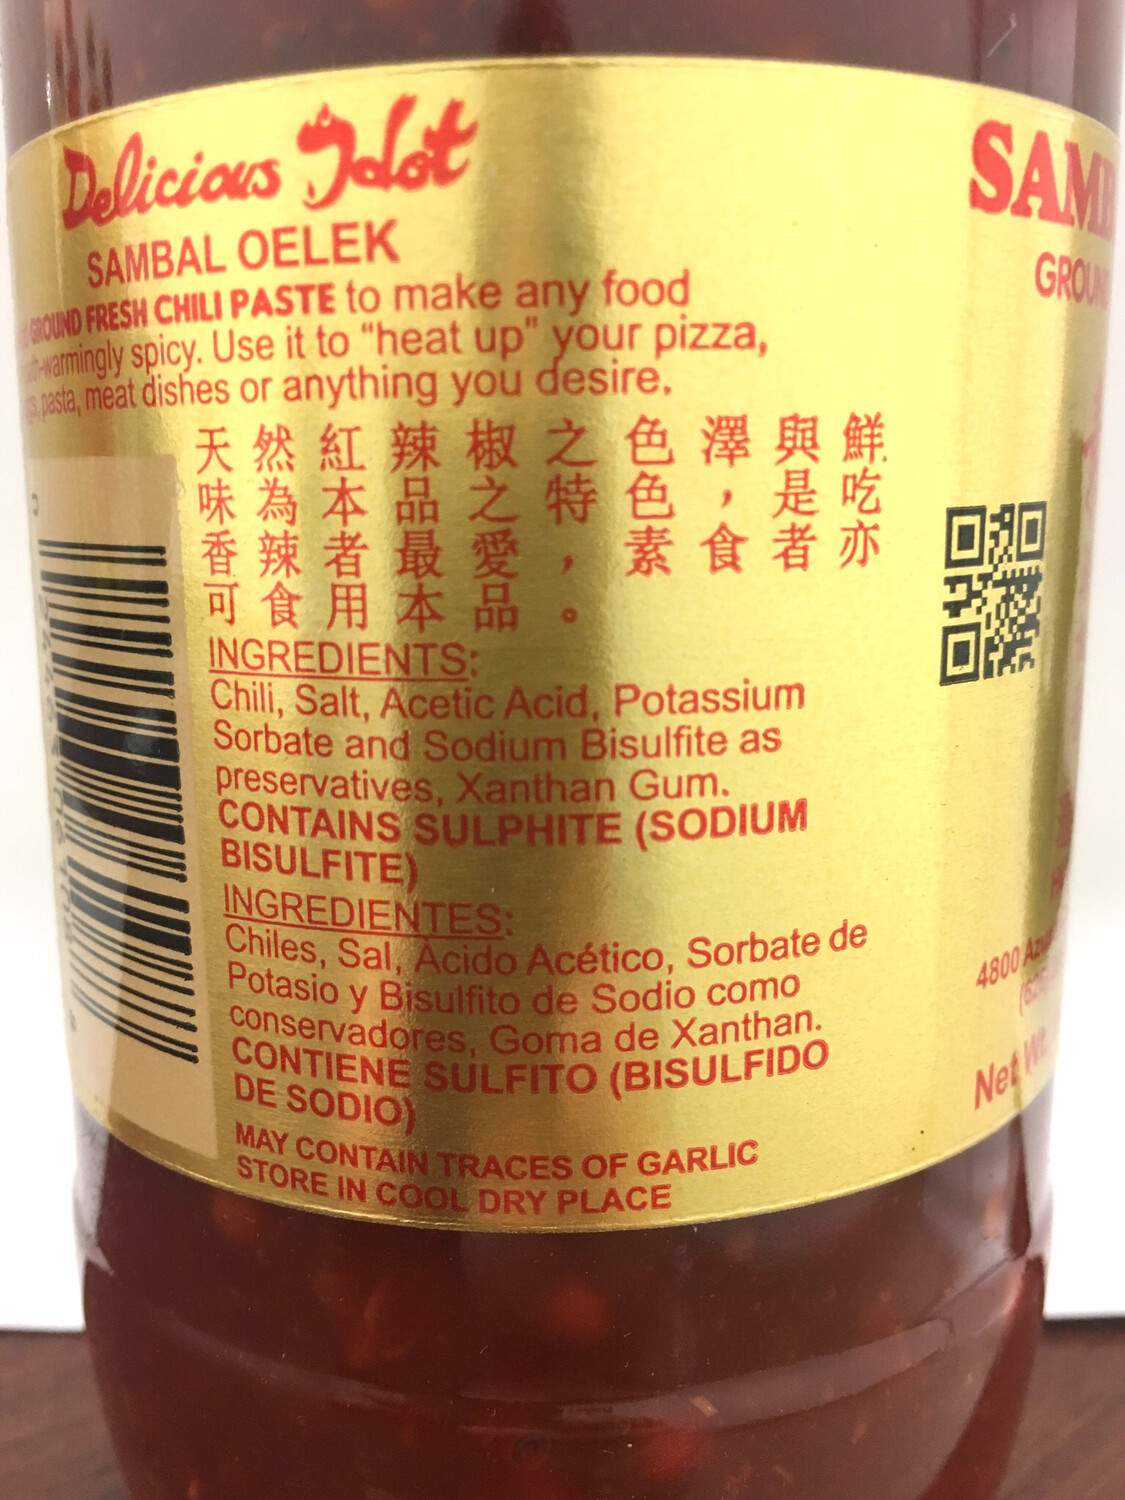 Delicious Hot
SAMBAL OELEK
GROUND FRESH CHILI PASTE to make any food
spicy. Use it to “heat up” your pizza,
pasta, meat dishes or anything you desire.
天然紅辣椒之色澤與鮮
味為本品之特色，是吃
香辣者最愛，素食者亦
可食用本品。
INGREDIENTS:
Chili, Salt, Acetic Acid, Potassium
Sorbate and Sodium Bisulfite as
preservatives, Xanthan Gum.
CONTAINS SULPHITE (SODIUM
BISULFITE)
INGREDIENTES:
Chiles, Sal, Ácido Acético, Sorbate de
Potasio y Bisulfito de Sodio como
conservadores, Goma de Xanthan.
CONTIENE SULFITO (BISULFIDO
DE SODIO)
MAY CONTAIN TRACES OF GARLIC
STORE IN COOL DRY PLACE
SAMB
GROUND
4800
Net Wt.